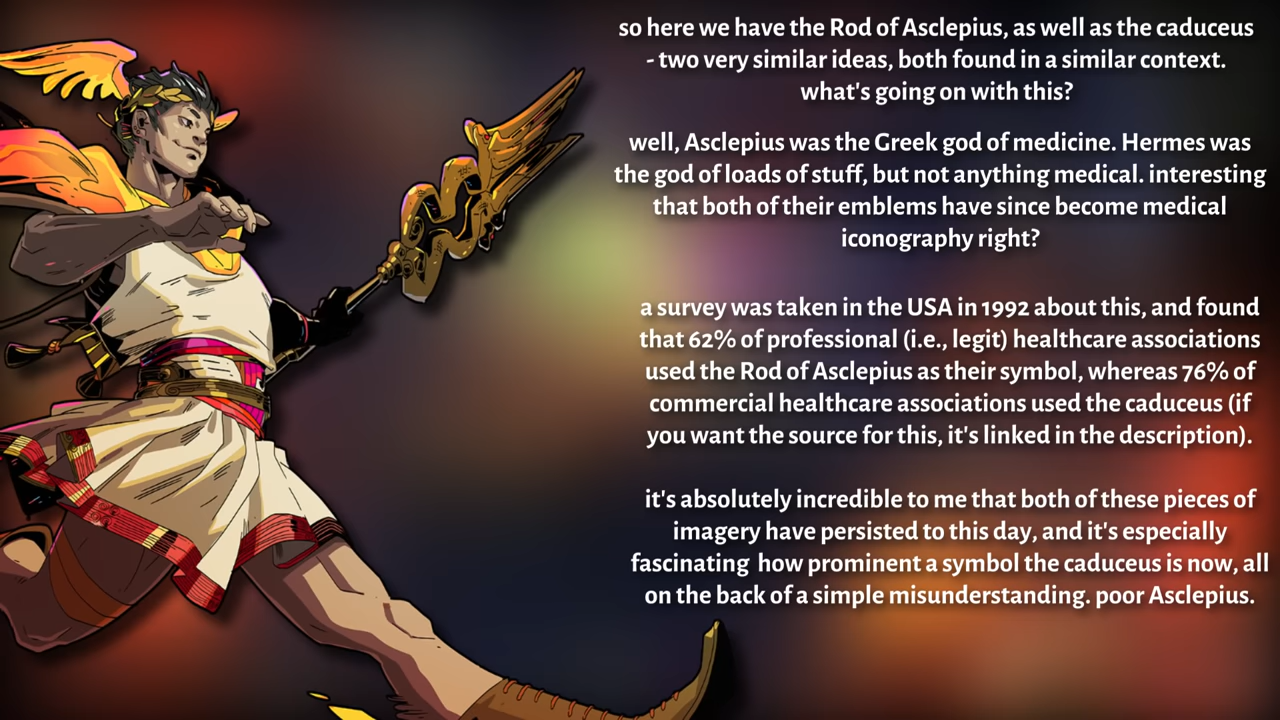 so here we have the Rod of Asclepius, as well as the caduceus
- two very similar ideas, both found in a similar context.
what's going on with this?
well, Asclepius was the Greek god of medicine. Hermes was
the god of loads of stuff, but not anything medical. interesting
that both of their emblems have since become medical
iconography right?
a survey was taken in the USA in 1992 about this, and found
that 62% of professional (i.e., legit) healthcare associations
used the Rod of Asclepius as their symbol, whereas 76% of
commercial healthcare associations used the caduceus (if
you want the source for this, it's linked in the description).
it's absolutely incredible to me that both of these pieces of
imagery have persisted to this day, and it's especially
fascinating  how prominent a symbol the caduceus is now, all
on the back of a simple misunderstanding. poor Asclepius.